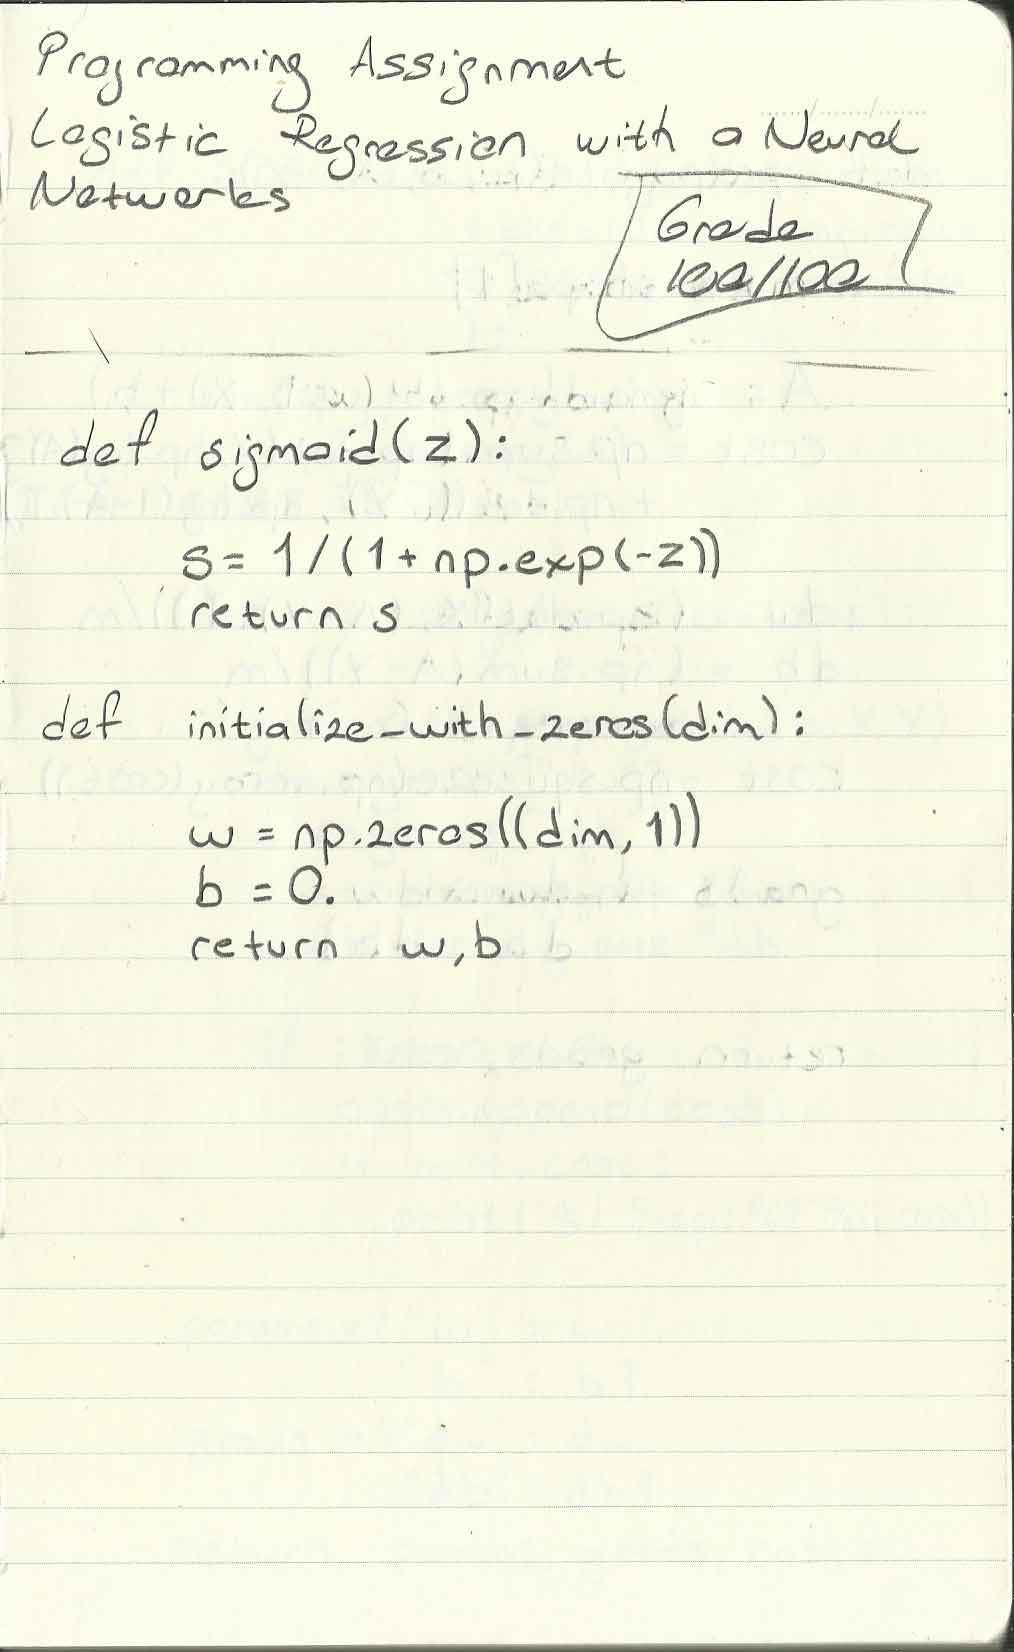 Programming Assignment
Logistic Regression with a Neural
Networks
Grade
100/100
def sigmoid(z):
s = 1/(1+np.exp(-z))
return s
def initialize_with_zeros(dim):
w = np.zeros((dim, 1))
b = 0.
return w,b